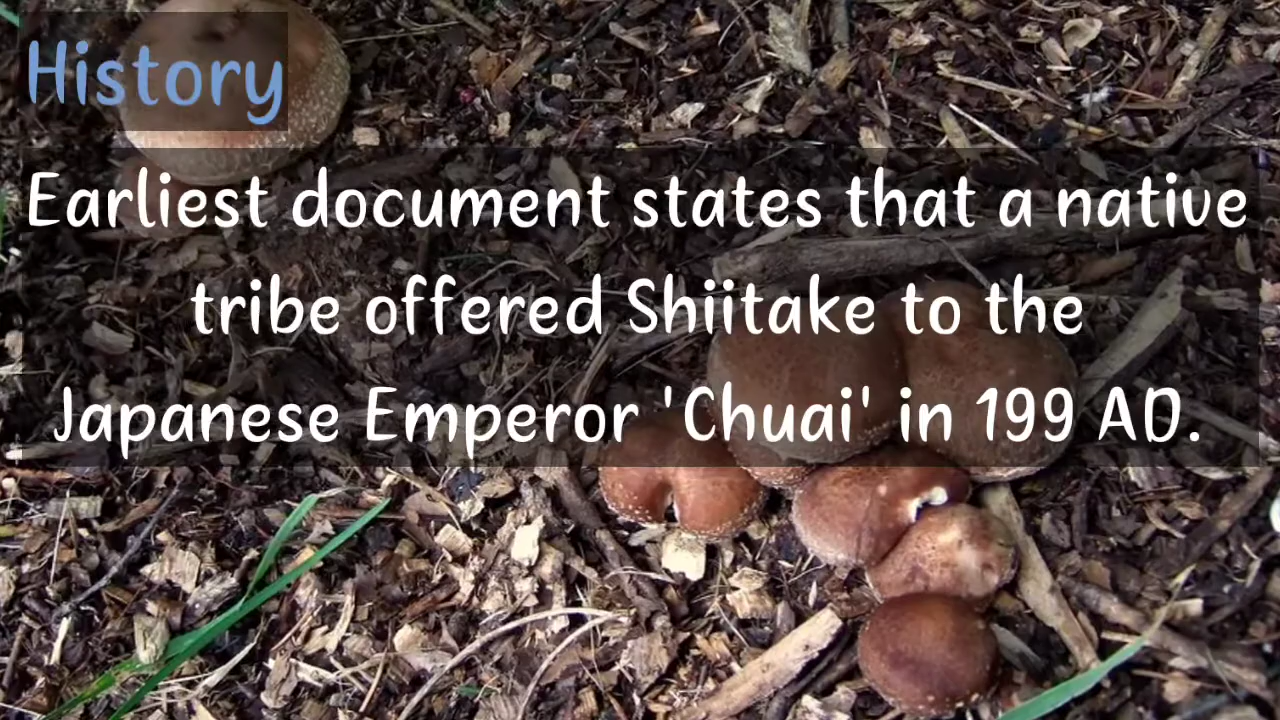 History
Earliest document states that a native
tribe offered Shiitake to the
Japanese Emperor 'Chuai' in 199 AD.